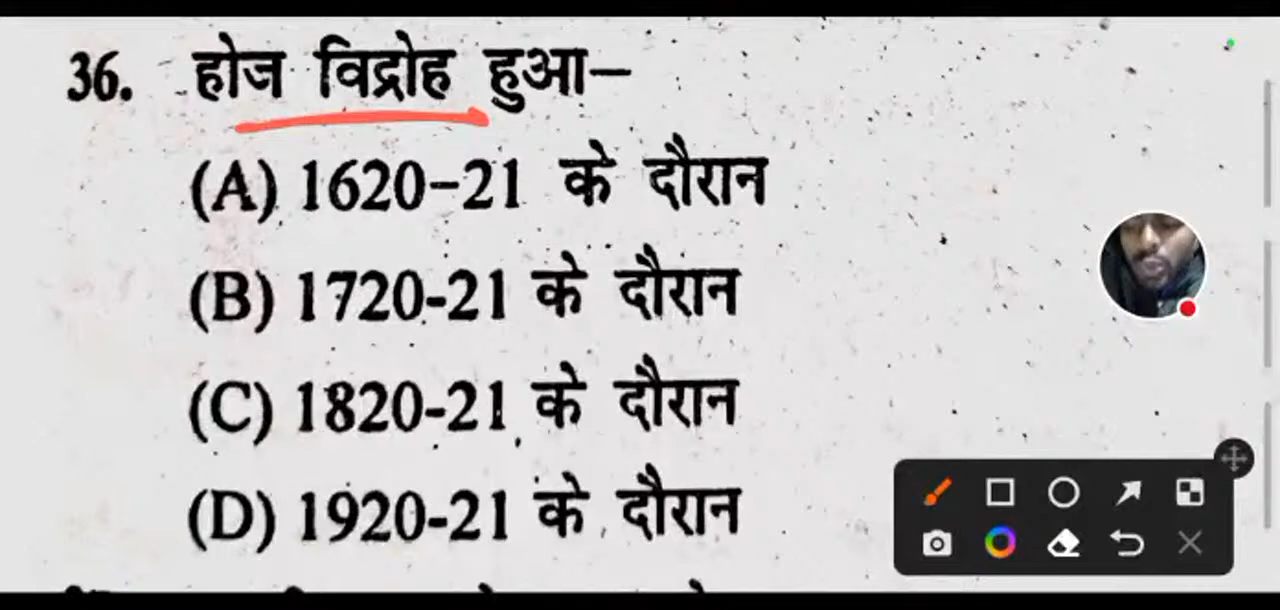 36. होज विद्रोह हुआ–
(A) 1620-21 के दौरान
(B) 1720-21 के दौरान
(C) 1820-21 के दौरान
(D) 1920-21 के दौरान